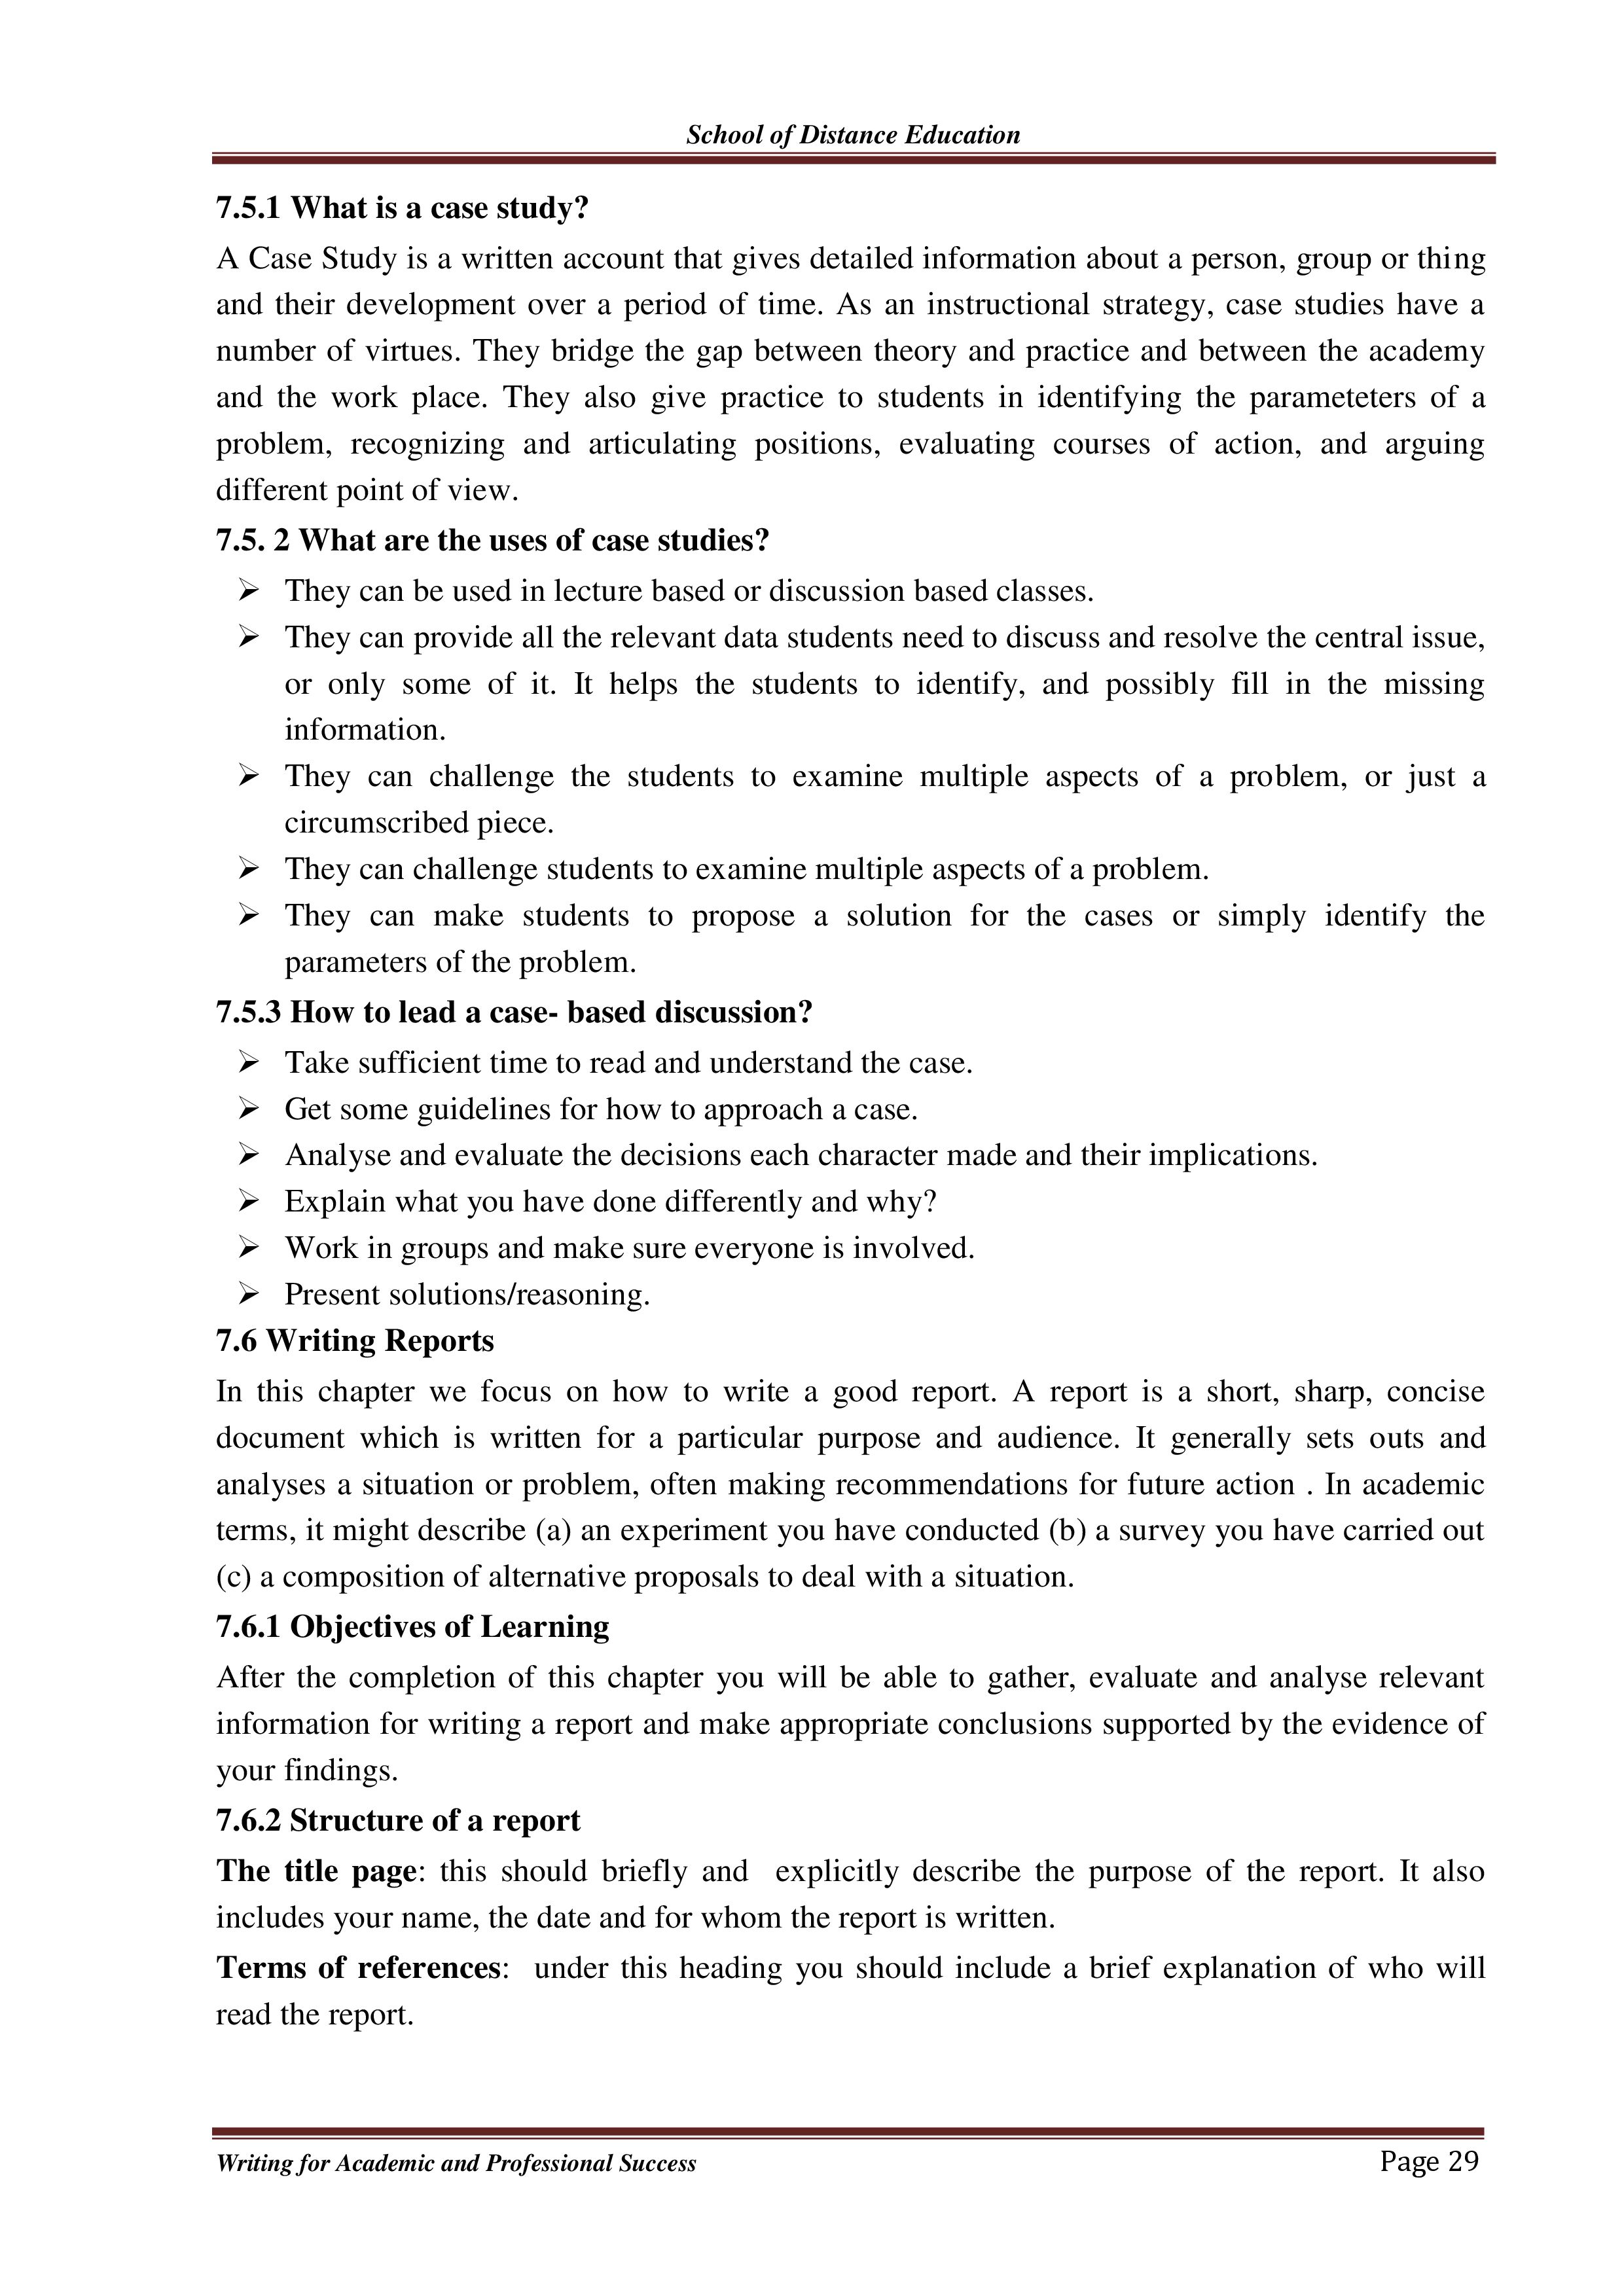 School of Distance Education
7.5.1 What is a case study?
A Case Study is a written account that gives detailed information about a person, group or thing
and their development over a period of time. As an instructional strategy, case studies have a
number of virtues. They bridge the gap between theory and practice and between the academy
and the work place. They also give practice to students in identifying the parameteters of a
problem, recognizing and articulating positions, evaluating courses of action, and arguing
different point of view.
7.5. 2 What are the uses of case studies?
➢ They can be used in lecture based or discussion based classes.
➢ They can provide all the relevant data students need to discuss and resolve the central issue,
or only some of it. It helps the students to identify, and possibly fill in the missing
information.
➢ They can challenge the students to examine multiple aspects of a problem, or just a
circumscribed piece.
➢ They can challenge students to examine multiple aspects of a problem.
➢ They can make students to propose a solution for the cases or simply identify the
parameters of the problem.
7.5.3 How to lead a case- based discussion?
➢ Take sufficient time to read and understand the case.
➢ Get some guidelines for how to approach a case.
➢ Analyse and evaluate the decisions each character made and their implications.
➢ Explain what you have done differently and why?
➢ Work in groups and make sure everyone is involved.
➢ Present solutions/reasoning.
7.6 Writing Reports
In this chapter we focus on how to write a good report. A report is a short, sharp, concise
document which is written for a particular purpose and audience. It generally sets outs and
analyses a situation or problem, often making recommendations for future action . In academic
terms, it might describe (a) an experiment you have conducted (b) a survey you have carried out
(c) a composition of alternative proposals to deal with a situation.
7.6.1 Objectives of Learning
After the completion of this chapter you will be able to gather, evaluate and analyse relevant
information for writing a report and make appropriate conclusions supported by the evidence of
your findings.
7.6.2 Structure of a report
The title page: this should briefly and  explicitly describe the purpose of the report. It also
includes your name, the date and for whom the report is written.
Terms of references:  under this heading you should include a brief explanation of who will
read the report.
Writing for Academic and Professional Success Page 29